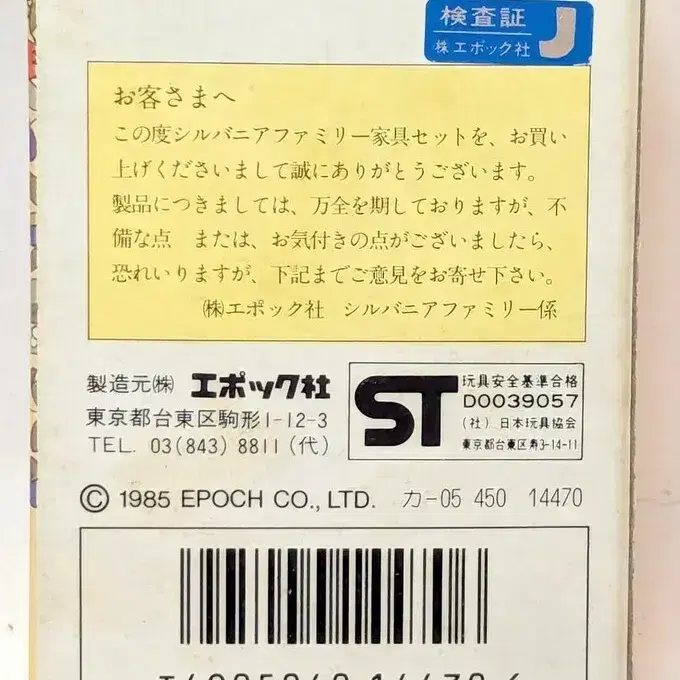 検査証
㈱エポック社
J
お客さまへ
この度シルバニアファミリー家具セットを、お買い
上げくださいまして誠にありがとうございます。
製品につきましては、万全を期しておりますが、不
備な点　または、お気付きの点がございましたら、
恐れいりますが、下記までご意見をお寄せ下さい。
㈱エポック社　シルバニアファミリー係
製造元㈱ エポック社
東京都台東区駒形1-12-3
TEL. 03(843) 8811(代)
ST
玩具安全基準合格
D0039057
(社) 日本玩具協会
東京都台東区寿3-14-11
© 1985 EPOCH CO., LTD. カ-05 450 14470